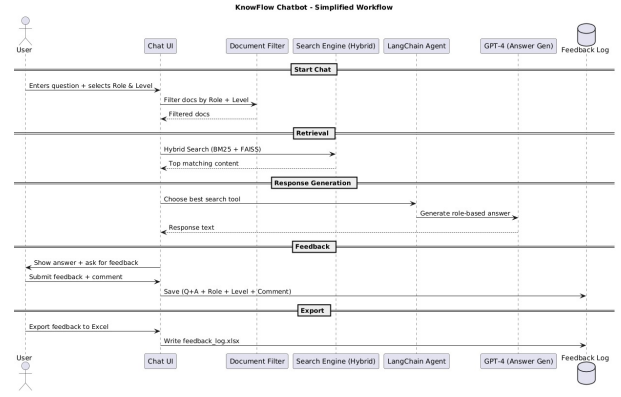 KnowFlow Chatbot - Simplified Workflow
User
Chat UI
Document Filter
Search Engine (Hybrid)
LangChain Agent
GPT-4 (Answer Gen)
Feedback Log
Start Chat
Enters question + selects Role & Level
Filter docs by Role + Level
Filtered docs
Retrieval
Hybrid Search (BM25 + FAISS)
Top matching content
Response Generation
Choose best search tool
Generate role-based answer
Response text
Feedback
Show answer + ask for feedback
Submit feedback + comment
Save (Q+A + Role + Level + Comment)
Export
Export feedback to Excel
Write feedback_log.xlsx
User
Chat UI
Document Filter
Search Engine (Hybrid)
LangChain Agent
GPT-4 (Answer Gen)
Feedback Log